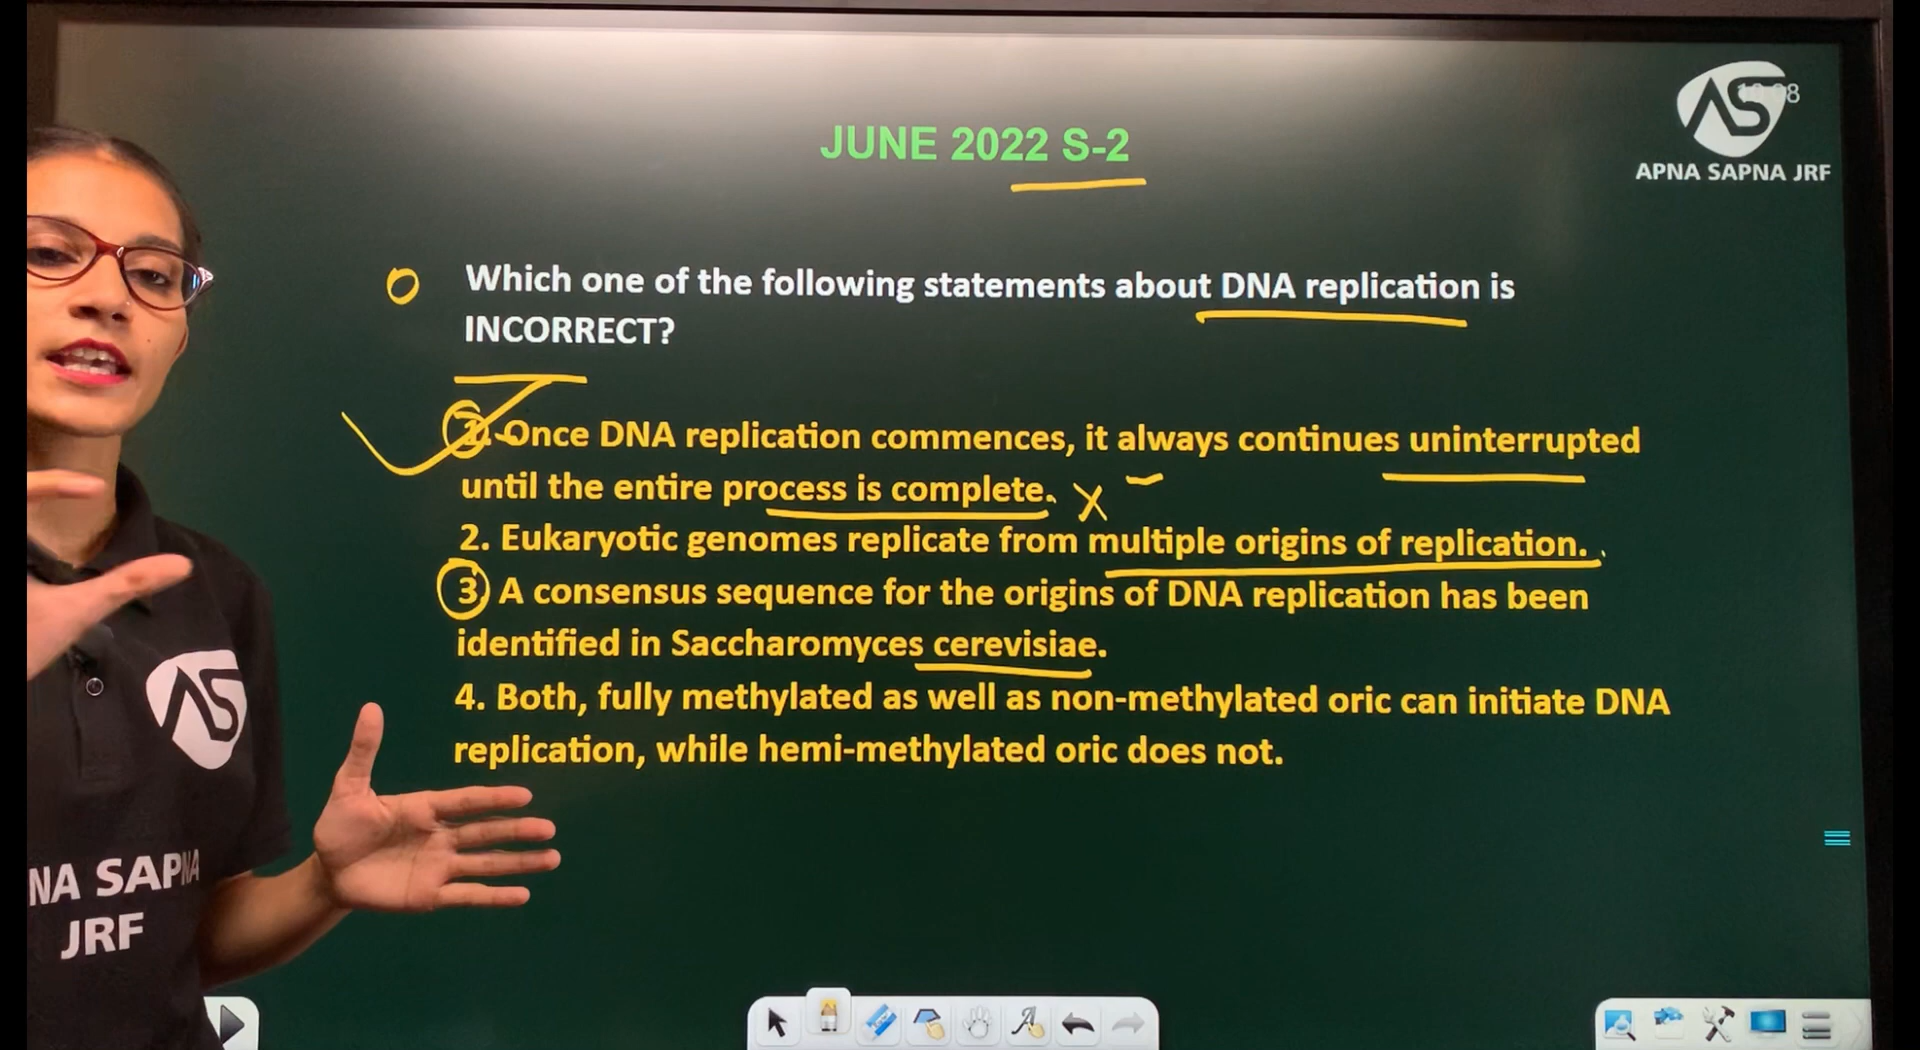 JUNE 2022 S-2
APNA SAPNA JRF
Which one of the following statements about DNA replication is
INCORRECT?
1. Once DNA replication commences, it always continues uninterrupted
until the entire process is complete.
2. Eukaryotic genomes replicate from multiple origins of replication.
3. A consensus sequence for the origins of DNA replication has been
identified in Saccharomyces cerevisiae.
4. Both, fully methylated as well as non-methylated oric can initiate DNA
replication, while hemi-methylated oric does not.
AS
NA SAPNA
JRF